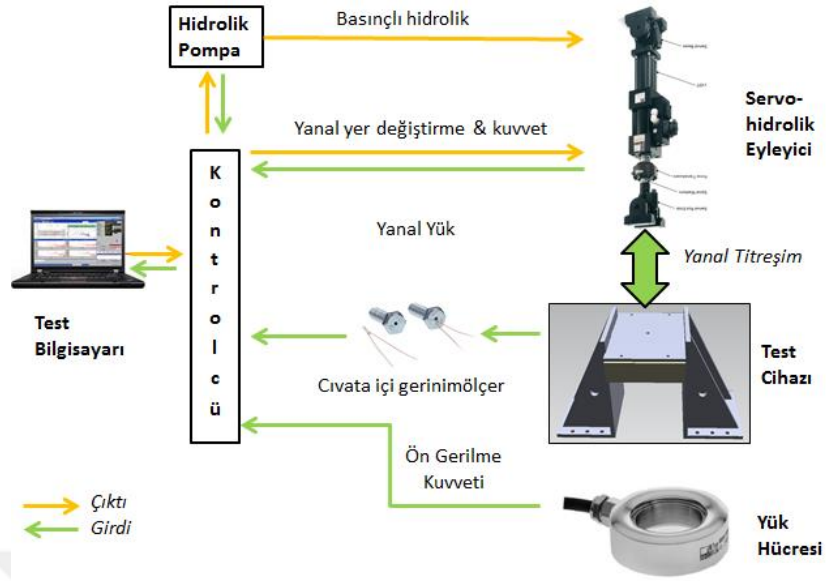 Hidrolik
Pompa
Basınçlı hidrolik
Servo-
hidrolik
Eyleyici
Yanal yer değiştirme & kuvvet
Kontrolcü
Yanal Yük
Yanal Titreşim
Test
Bilgisayarı
Cıvata içi gerinimölçer
Test
Cihazı
Ön Gerilme
Kuvveti
Çıktı
Girdi
Yük
Hücresi